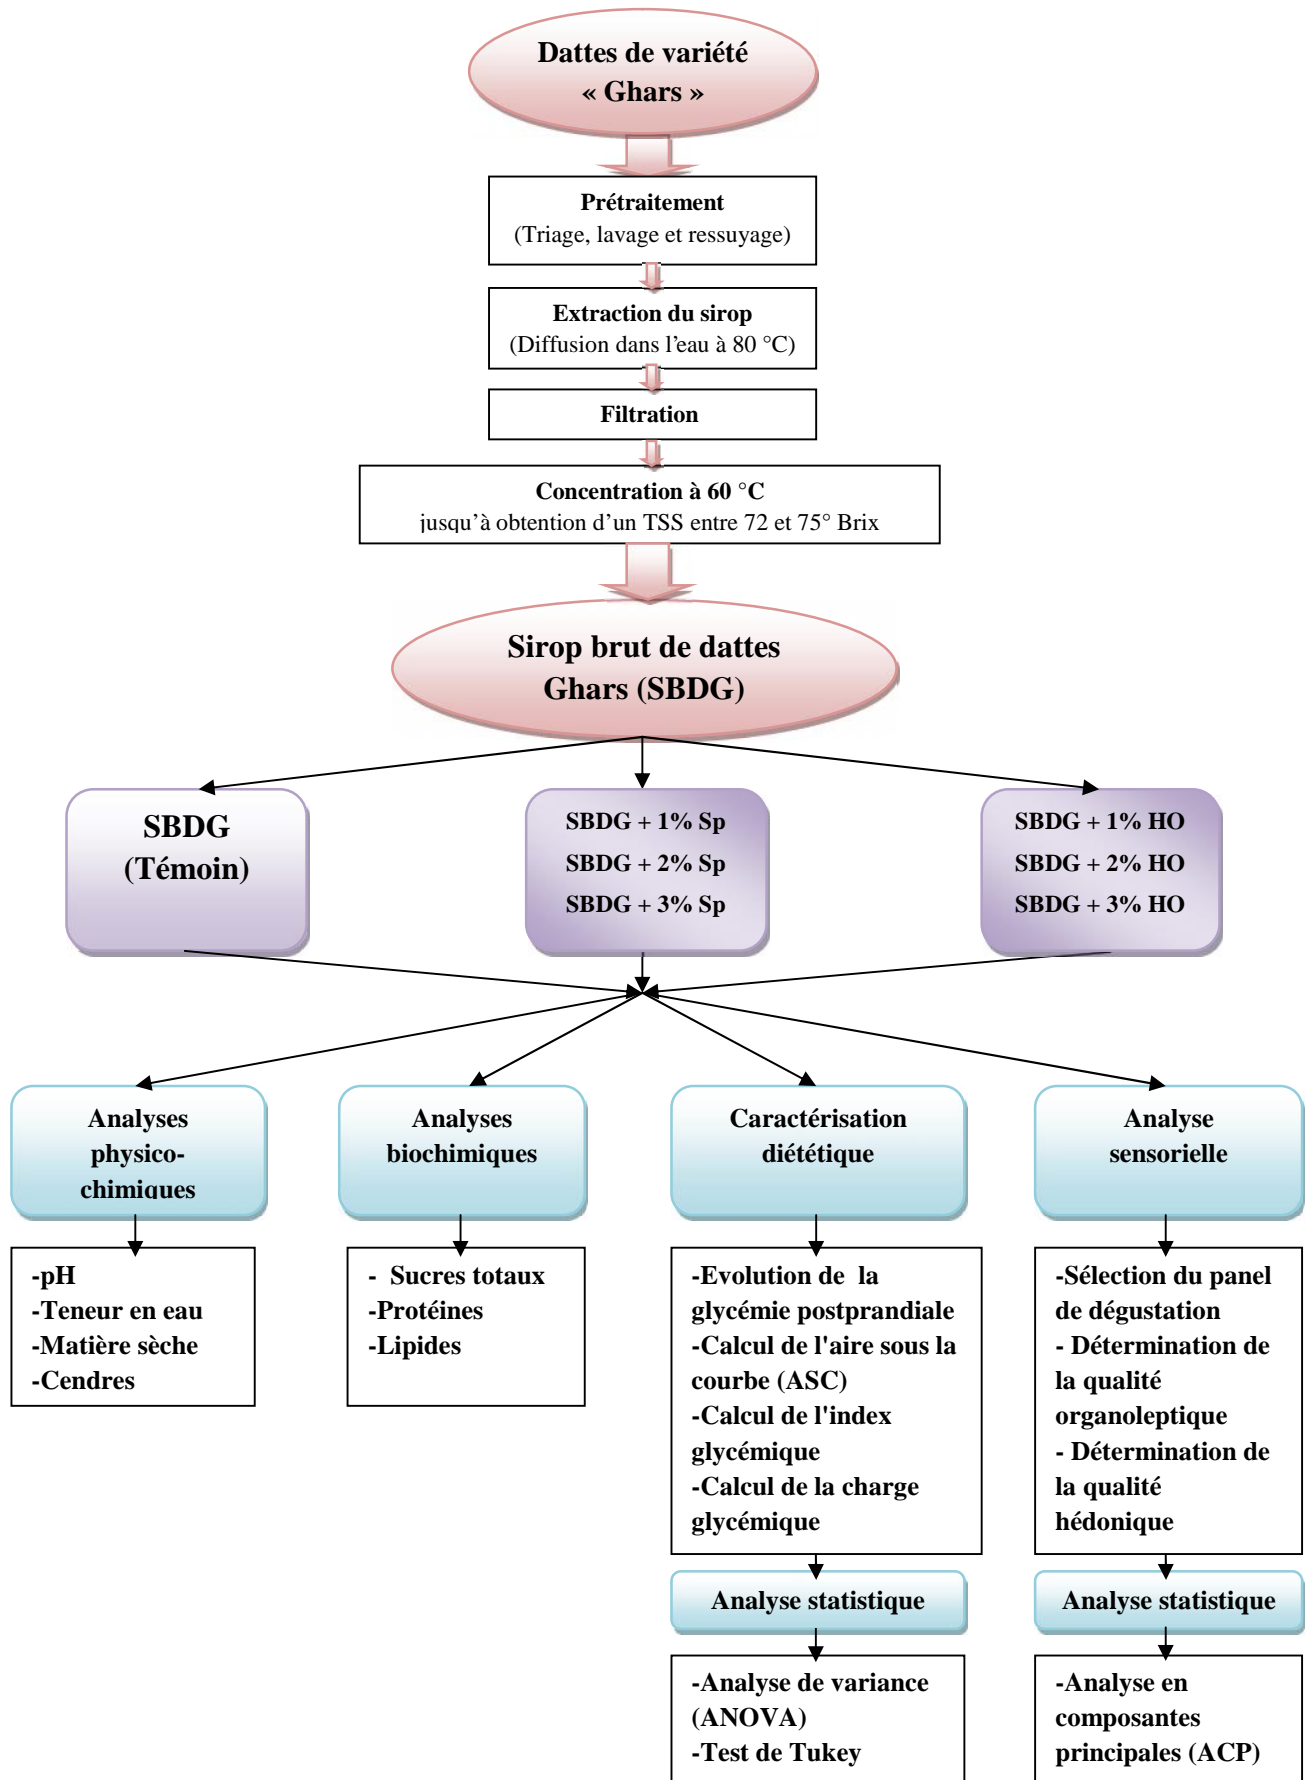 Dattes de variété
« Ghars »
Prétraitement
(Triage, lavage et ressuyage)
Extraction du sirop
(Diffusion dans l’eau à 80 °C)
Filtration
Concentration à 60 °C
jusqu’à obtention d’un TSS entre 72 et 75° Brix
Sirop brut de dattes
Ghars (SBDG)
SBDG
(Témoin)
SBDG + 1% Sp
SBDG + 2% Sp
SBDG + 3% Sp
SBDG + 1% HO
SBDG + 2% HO
SBDG + 3% HO
Analyses
physico-
chimiques
Analyses
biochimiques
Caractérisation
diététique
Analyse
sensorielle
-pH
-Teneur en eau
-Matière sèche
-Cendres
- Sucres totaux
-Protéines
-Lipides
-Evolution de la
glycémie postprandiale
-Calcul de l'aire sous la
courbe (ASC)
-Calcul de l'index
glycémique
-Calcul de la charge
glycémique
-Sélection du panel
de dégustation
- Détermination de
la qualité
organoleptique
- Détermination de
la qualité
hédonique
Analyse statistique
Analyse statistique
-Analyse de variance
(ANOVA)
-Test de Tukey
-Analyse en
composantes
principales (ACP)